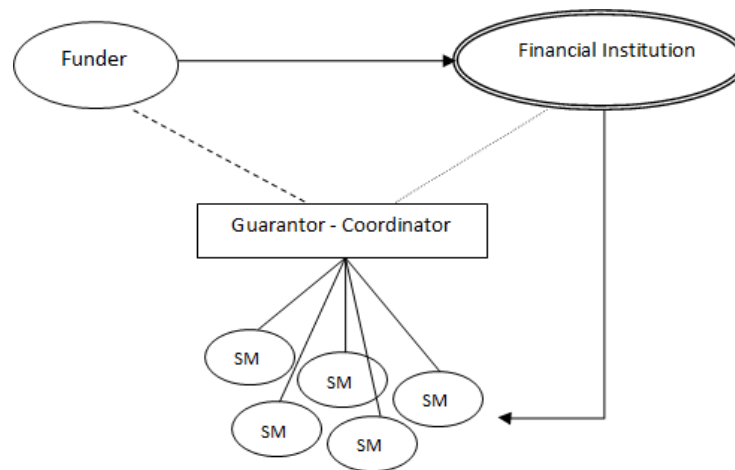 Funder
Financial Institution
Guarantor - Coordinator
SM
SM
SM
SM
SM